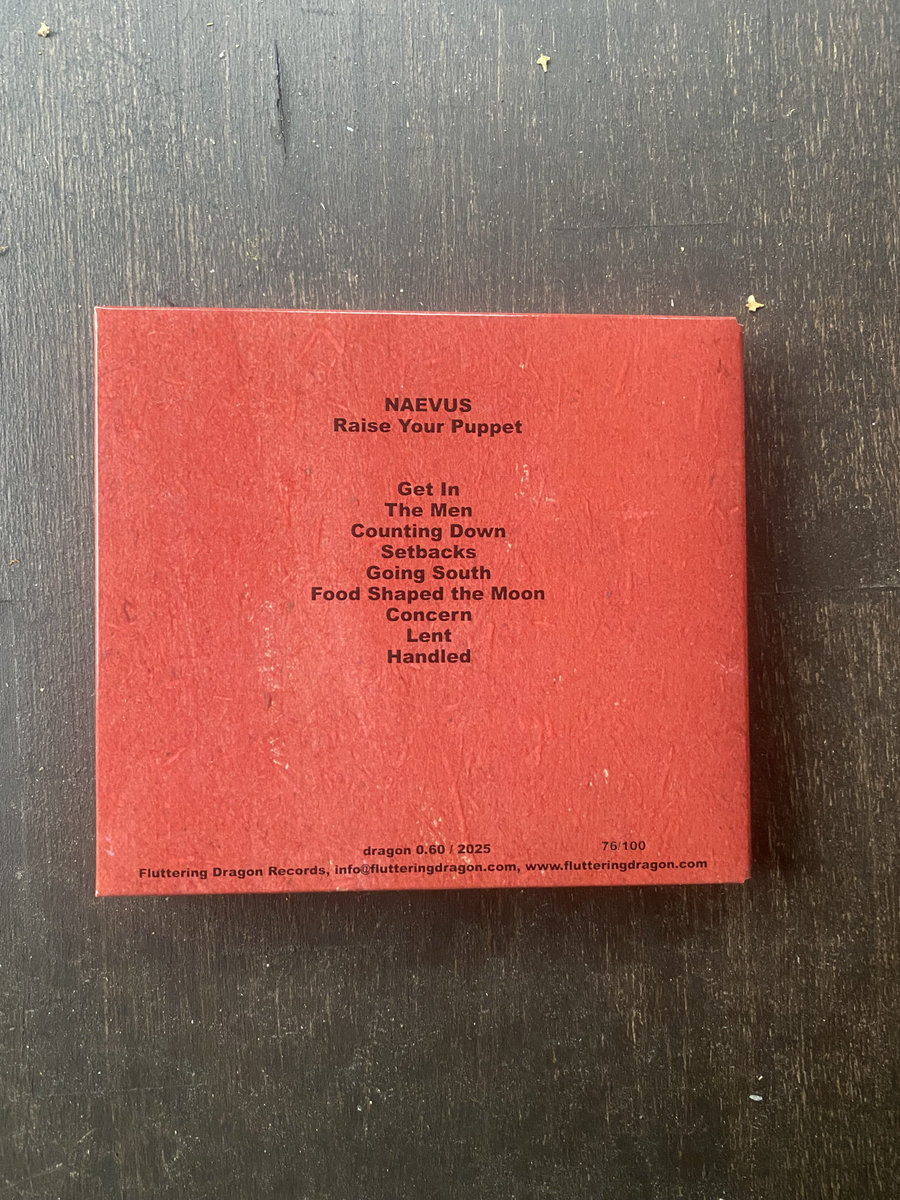 NAEVUS
Raise Your Puppet
Get In
The Men
Counting Down
Setbacks
Going South
Food Shaped the Moon
Concern
Lent
Handled
dragon 0.60 / 2025
76/100
Fluttering Dragon Records, info@flutteringdragon.com, www.flutteringdragon.com